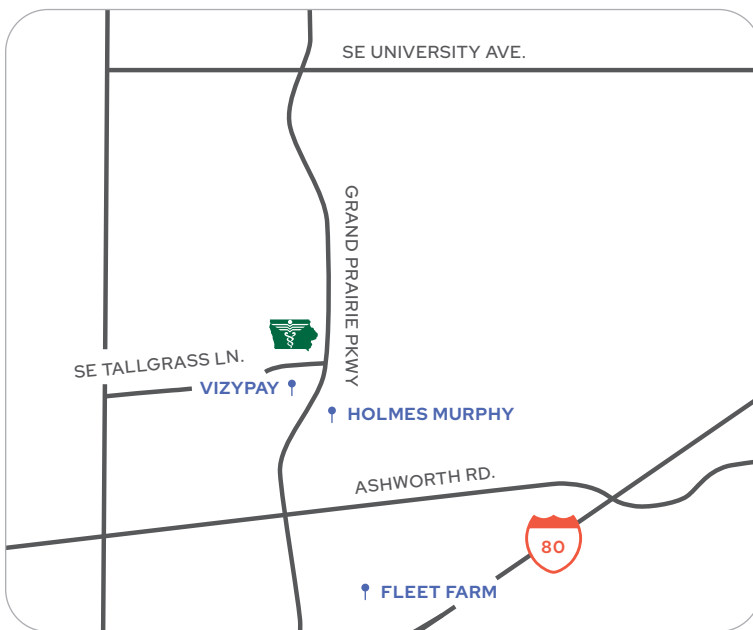 SE UNIVERSITY AVE.
GRAND PRAIRIE PKWY
SE TALLGRASS LN.
VIZYPAY
HOLMES MURPHY
ASHWORTH RD.
80
FLEET FARM